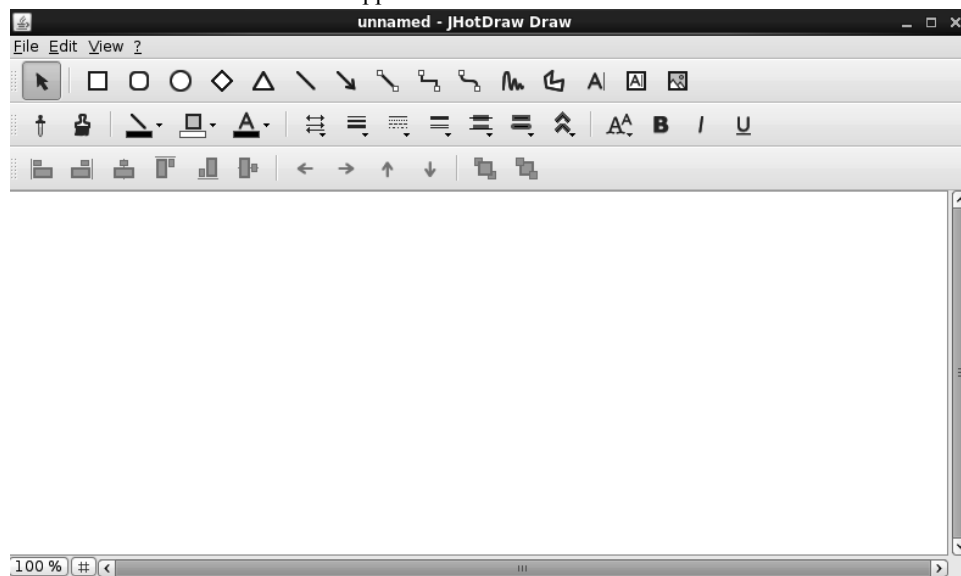 unnamed - JHotDraw Draw
File Edit View ?
A A
A A A B I U
100 %